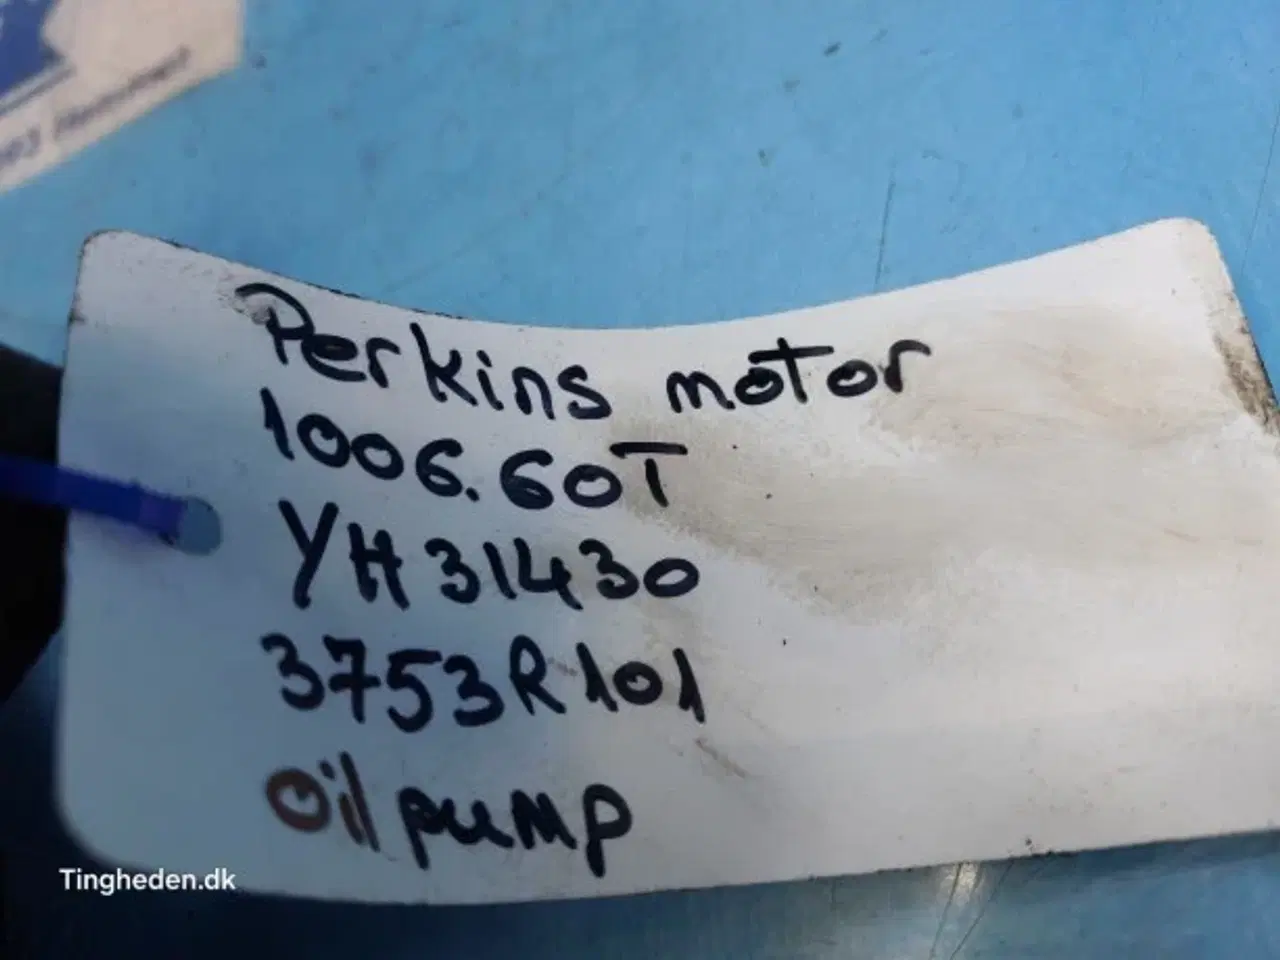 Perkins motor
1006.60T
YH31430
3753R101
Oil pump
Tingheden.dk